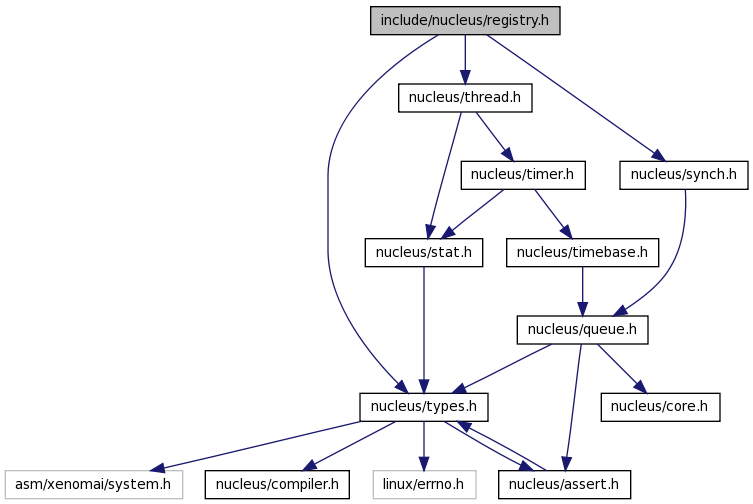 include/nucleus/registry.h
nucleus/thread.h
nucleus/timer.h
nucleus/synch.h
nucleus/stat.h
nucleus/timebase.h
nucleus/queue.h
nucleus/types.h
nucleus/core.h
asm/xenomai/system.h
nucleus/compiler.h
linux/errno.h
nucleus/assert.h